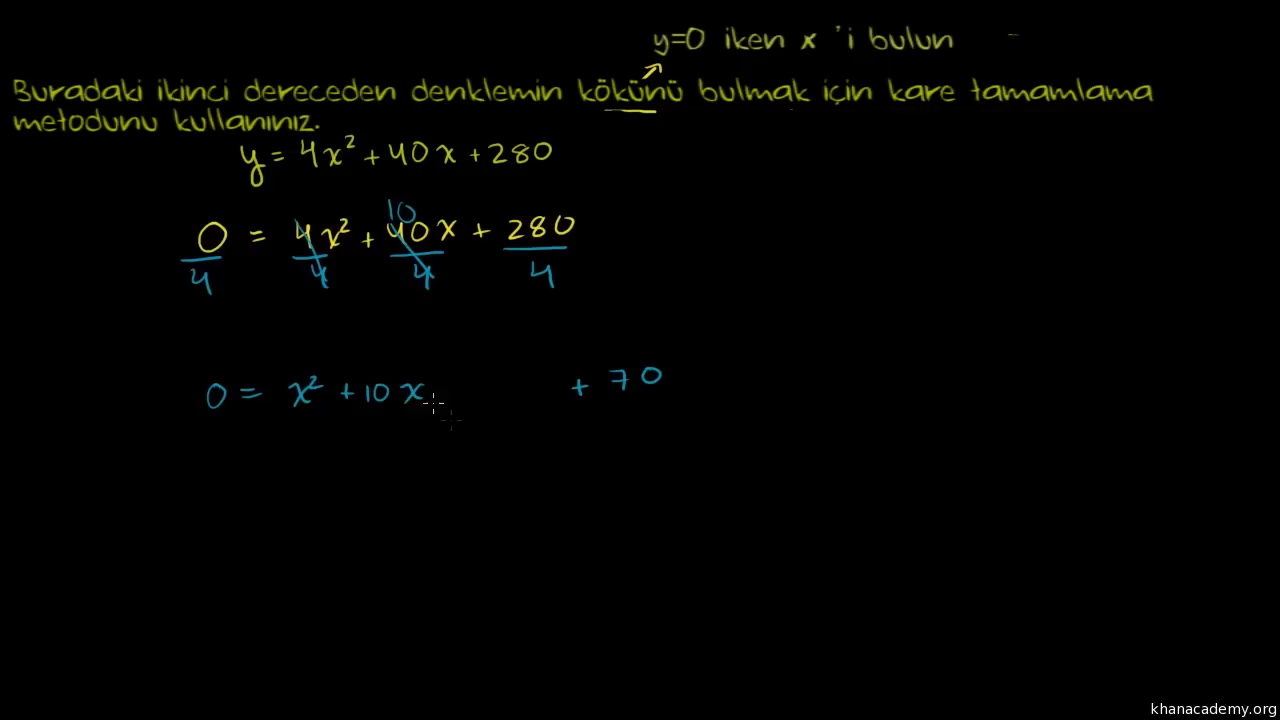 y=0 iken x 'i bulun
Buradaki ikinci dereceden denklemin kökünü bulmak için kare tamamlama
metodunu kullanınız.
y = 4x² + 40x + 280
10
0 = 4x² + 40x + 280
4 4 4 4
0 = x² + 10x + 70
khanacademy.org